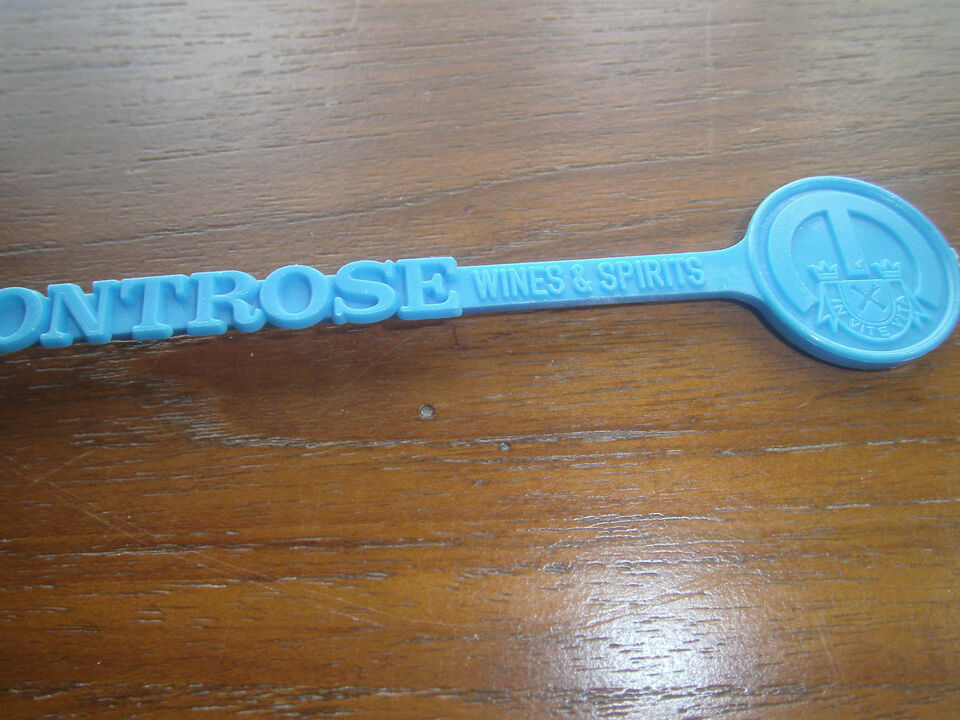 ONTROSE WINES & SPIRITS
IN VITE VITA